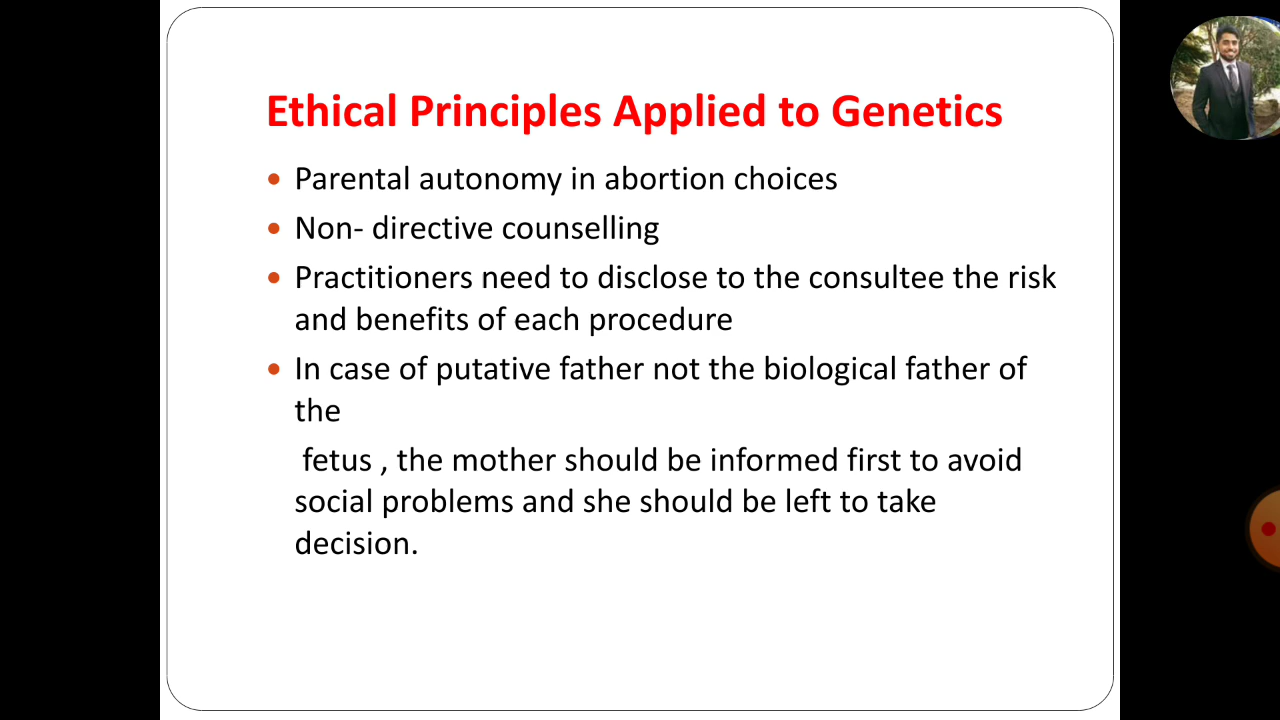 Ethical Principles Applied to Genetics
Parental autonomy in abortion choices
Non- directive counselling
Practitioners need to disclose to the consultee the risk
and benefits of each procedure
In case of putative father not the biological father of
the
fetus , the mother should be informed first to avoid
social problems and she should be left to take
decision.